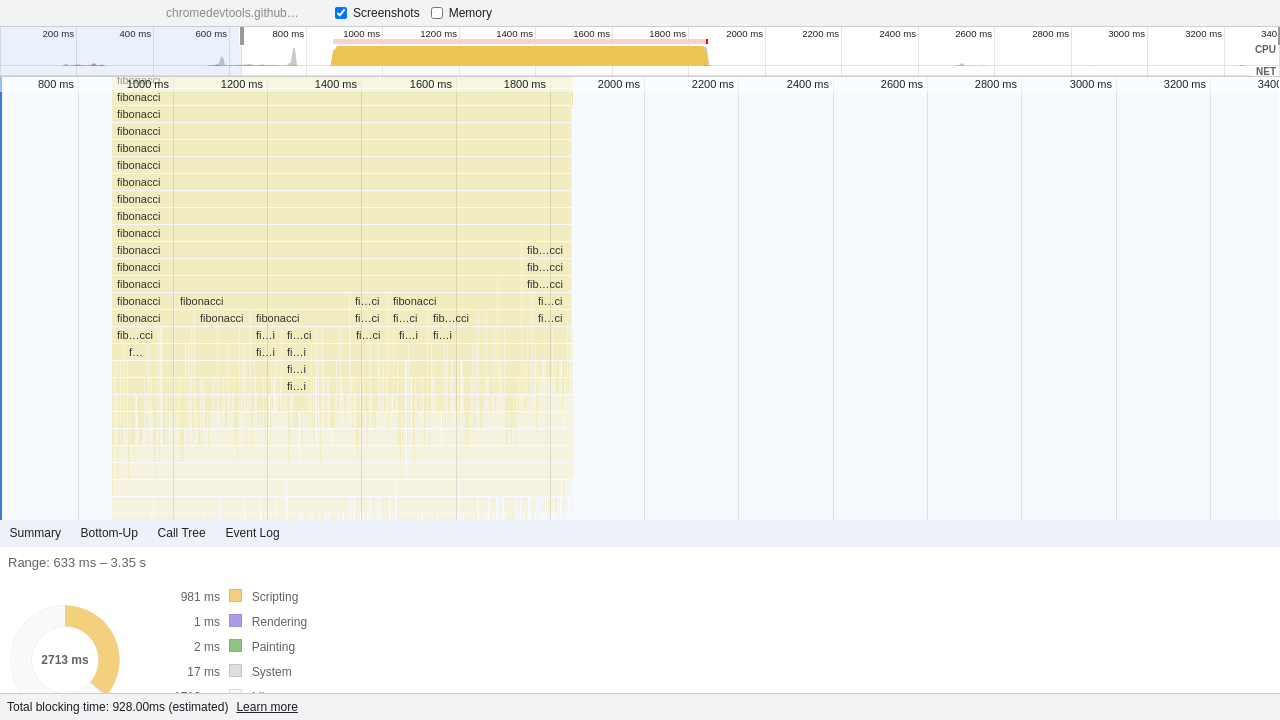 chromedevtools.github… Screenshots Memory
200 ms 400 ms 600 ms 800 ms 1000 ms 1200 ms 1400 ms 1600 ms 1800 ms 2000 ms 2200 ms 2400 ms 2600 ms 2800 ms 3000 ms 3200 ms 340
CPU
NET
fibonacci
800 ms 1000 ms 1200 ms 1400 ms 1600 ms 1800 ms 2000 ms 2200 ms 2400 ms 2600 ms 2800 ms 3000 ms 3200 ms 3400
fibonacci
fibonacci
fibonacci
fibonacci
fibonacci
fibonacci
fibonacci
fibonacci
fibonacci
fibonacci fib…cci
fibonacci fib…cci
fibonacci fib…cci
fibonacci fibonacci fi…ci fibonacci fi…ci
fibonacci fibonacci fibonacci fi…ci fi…ci fib…cci fi…ci
fib…cci fi…i fi…ci fi…ci fi…i fi…i
f… fi…i fi…i
fi…i
fi…i
Summary Bottom-Up Call Tree Event Log
Range: 633 ms – 3.35 s
981 ms Scripting
1 ms Rendering
2 ms Painting
2713 ms
17 ms System
Total blocking time: 928.00ms (estimated) Learn more